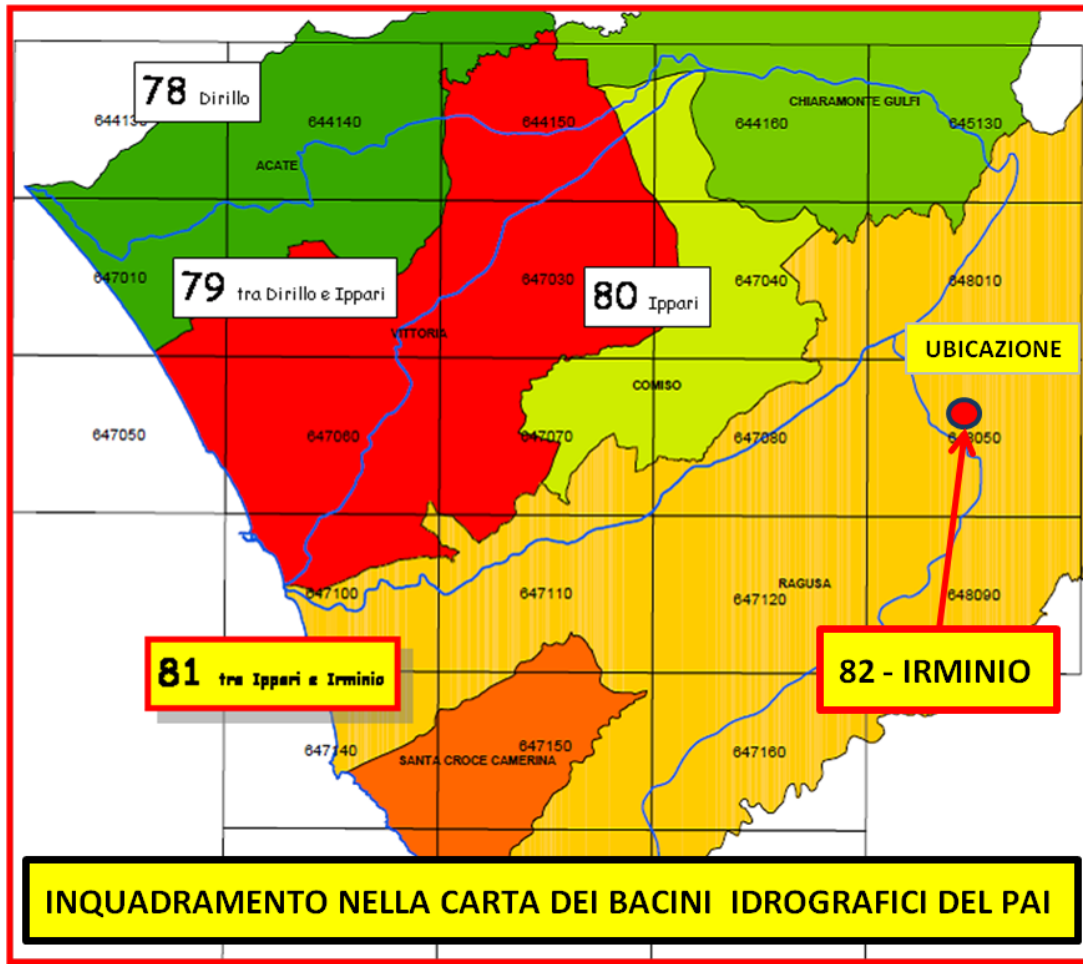 78 Dirillo
CHIARAMONTE GULFI
644140
644150
644160
645130
ACATE
647010
79 tra Dirillo e Ippari
647030
80 Ippari
647040
648010
VITTORIA
UBICAZIONE
COMISO
647050
647060
647070
647080
647100
647110
647120
RAGUSA
648090
81 tra Ippari e Irminio
82 - IRMINIO
647140
647150
647160
SANTA CROCE CAMERINA
INQUADRAMENTO NELLA CARTA DEI BACINI IDROGRAFICI DEL PAI